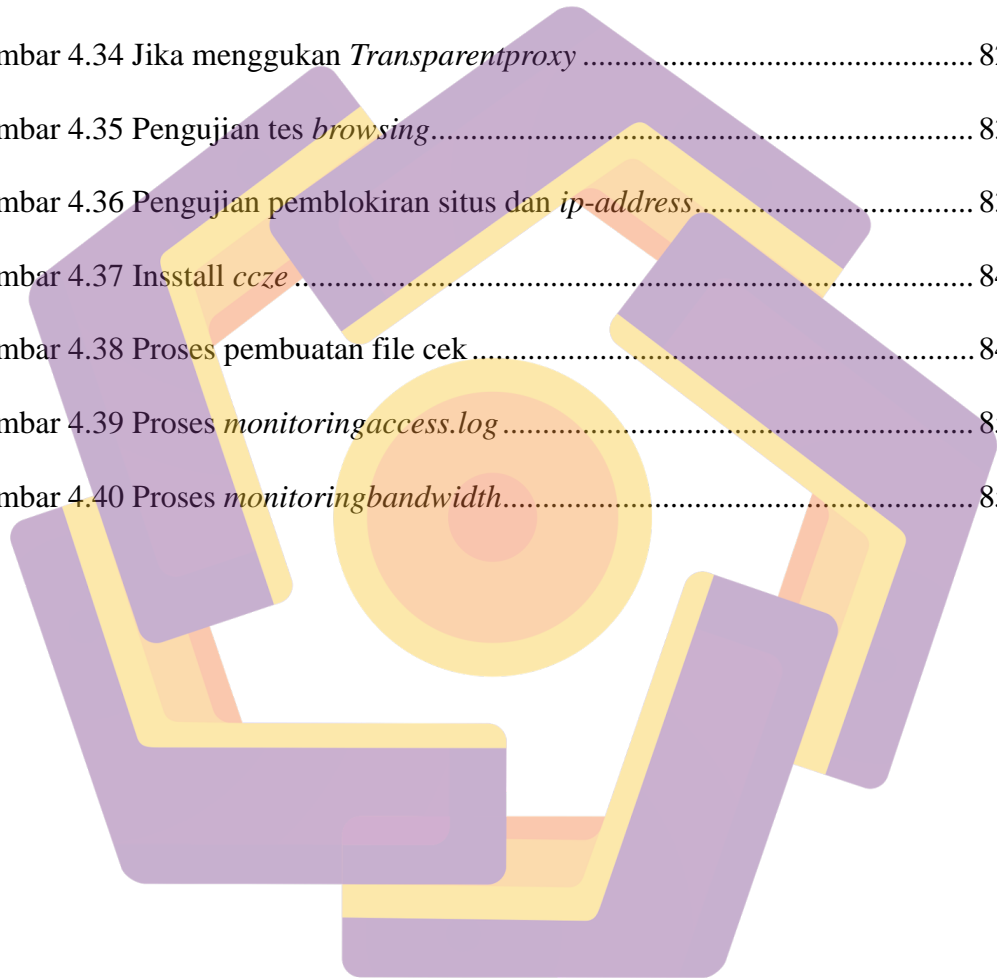 mbar 4.34 Jika menggukan Transparentproxy ........................................................ 8
mbar 4.35 Pengujian tes browsing........................................................................ 8
mbar 4.36 Pengujian pemblokiran situs dan ip-address..................................... 8
mbar 4.37 Insstall ccze ......................................................................................... 84
mbar 4.38 Proses pembuatan file cek.................................................................. 84
mbar 4.39 Proses monitoringaccess.log .............................................................. 8
mbar 4.40 Proses monitoringbandwidth.............................................................. 8